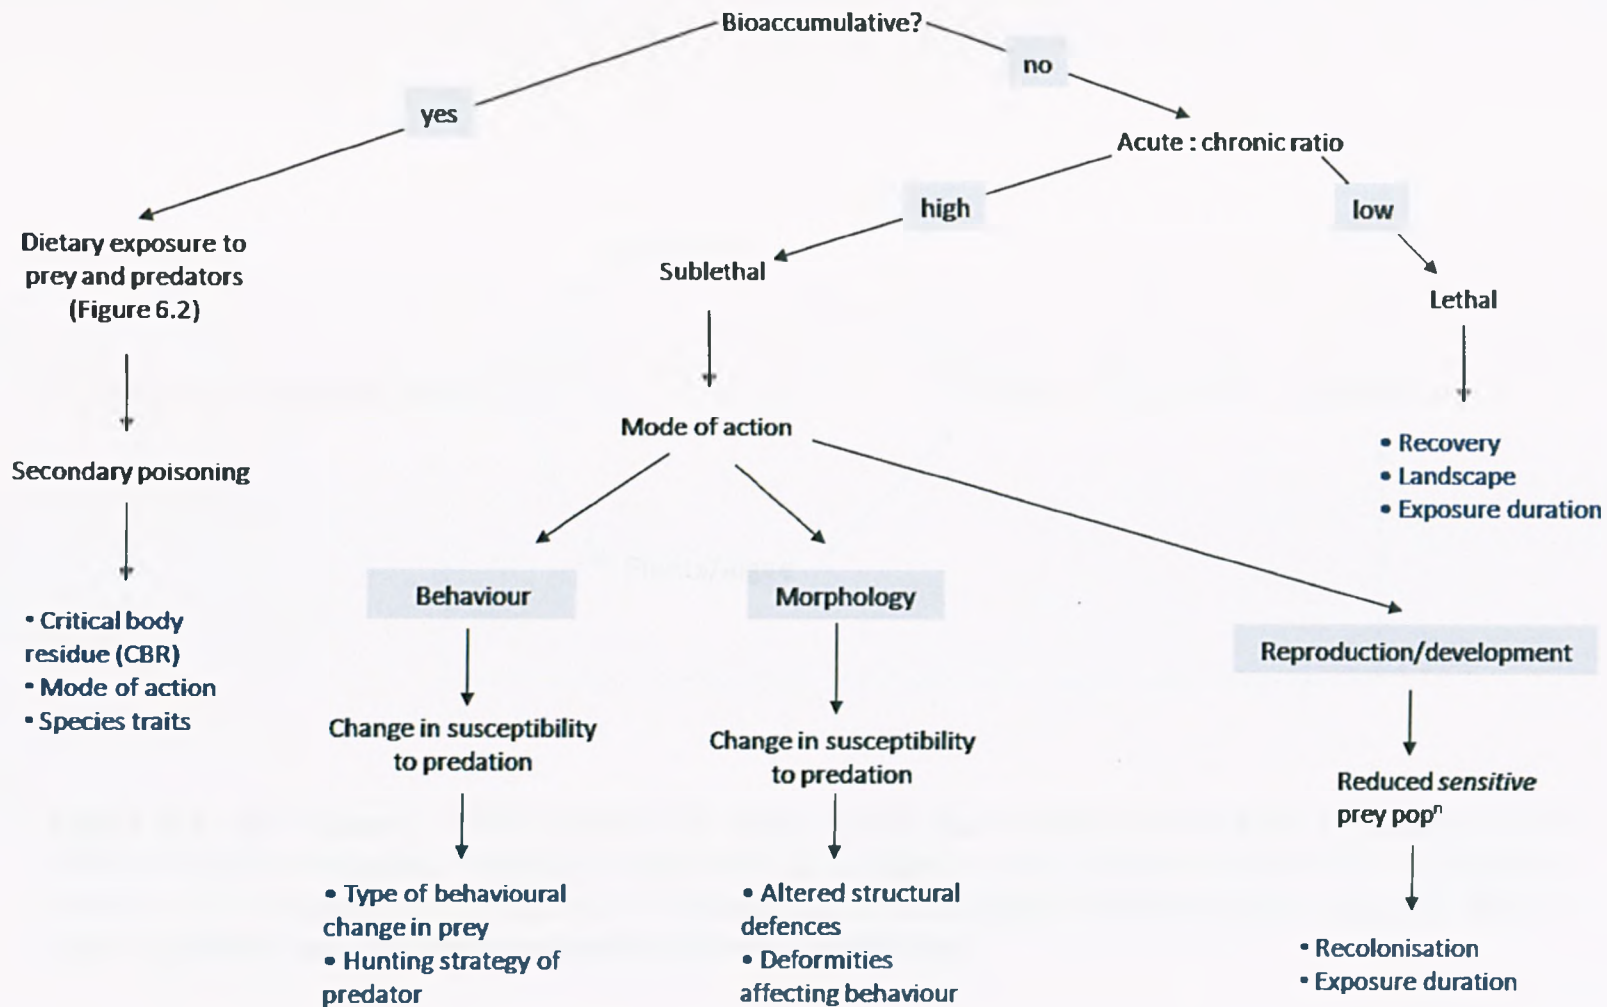 Bioaccumulative?
no
yes
Acute : chronic ratio
high
low
Dietary exposure to
prey and predators
(Figure 6.2)
Sublethal
Lethal
Mode of action
• Recovery
• Landscape
• Exposure duration
Secondary poisoning
Behaviour
Morphology
Reproduction/development
• Critical body
residue (CBR)
• Mode of action
• Species traits
Change in susceptibility
to predation
Change in susceptibility
to predation
Reduced sensitive
prey popⁿ
• Type of behavioural
change in prey
• Hunting strategy of
predator
• Altered structural
defences
• Deformities
affecting behaviour
• Recolonisation
• Exposure duration